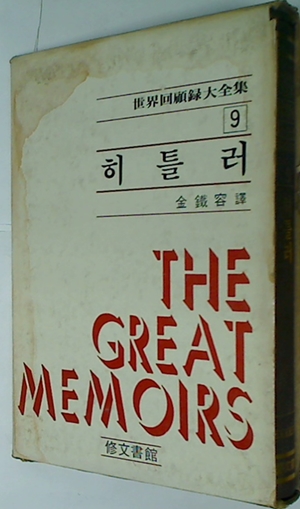 世界回顧録大全集
9
히틀러
金鐵容 譯
THE
GREAT
MEMOIRS
修文書館